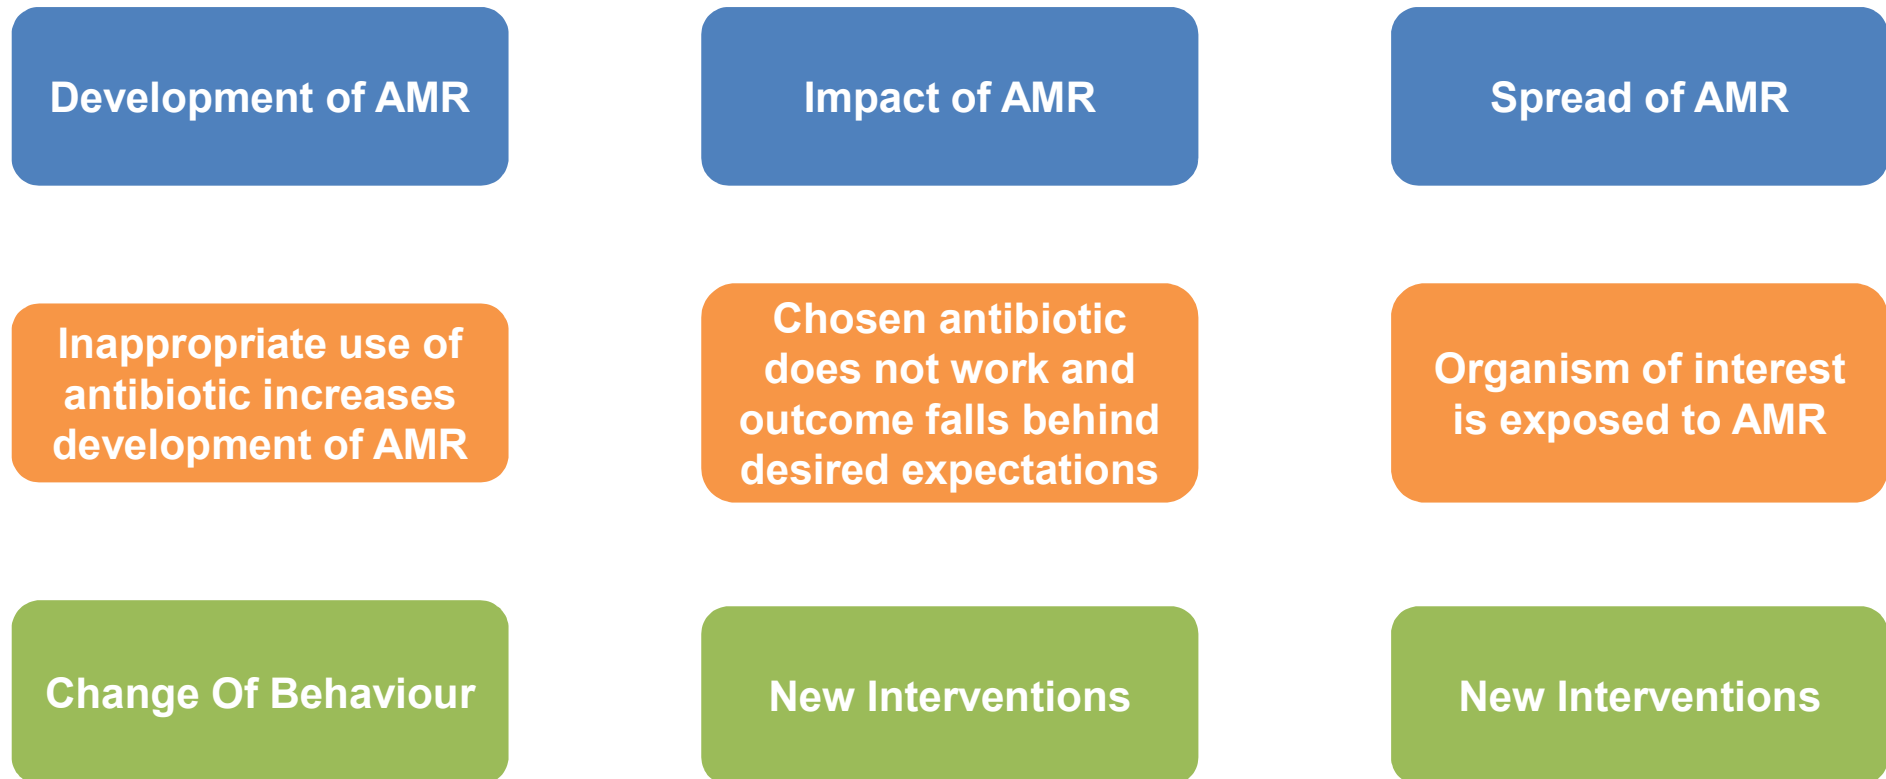 Development of AMR
Impact of AMR
Spread of AMR
Inappropriate use of
antibiotic increases
development of AMR
Chosen antibiotic
does not work and
outcome falls behind
desired expectations
Organism of interest
is exposed to AMR
Change Of Behaviour
New Interventions
New Interventions